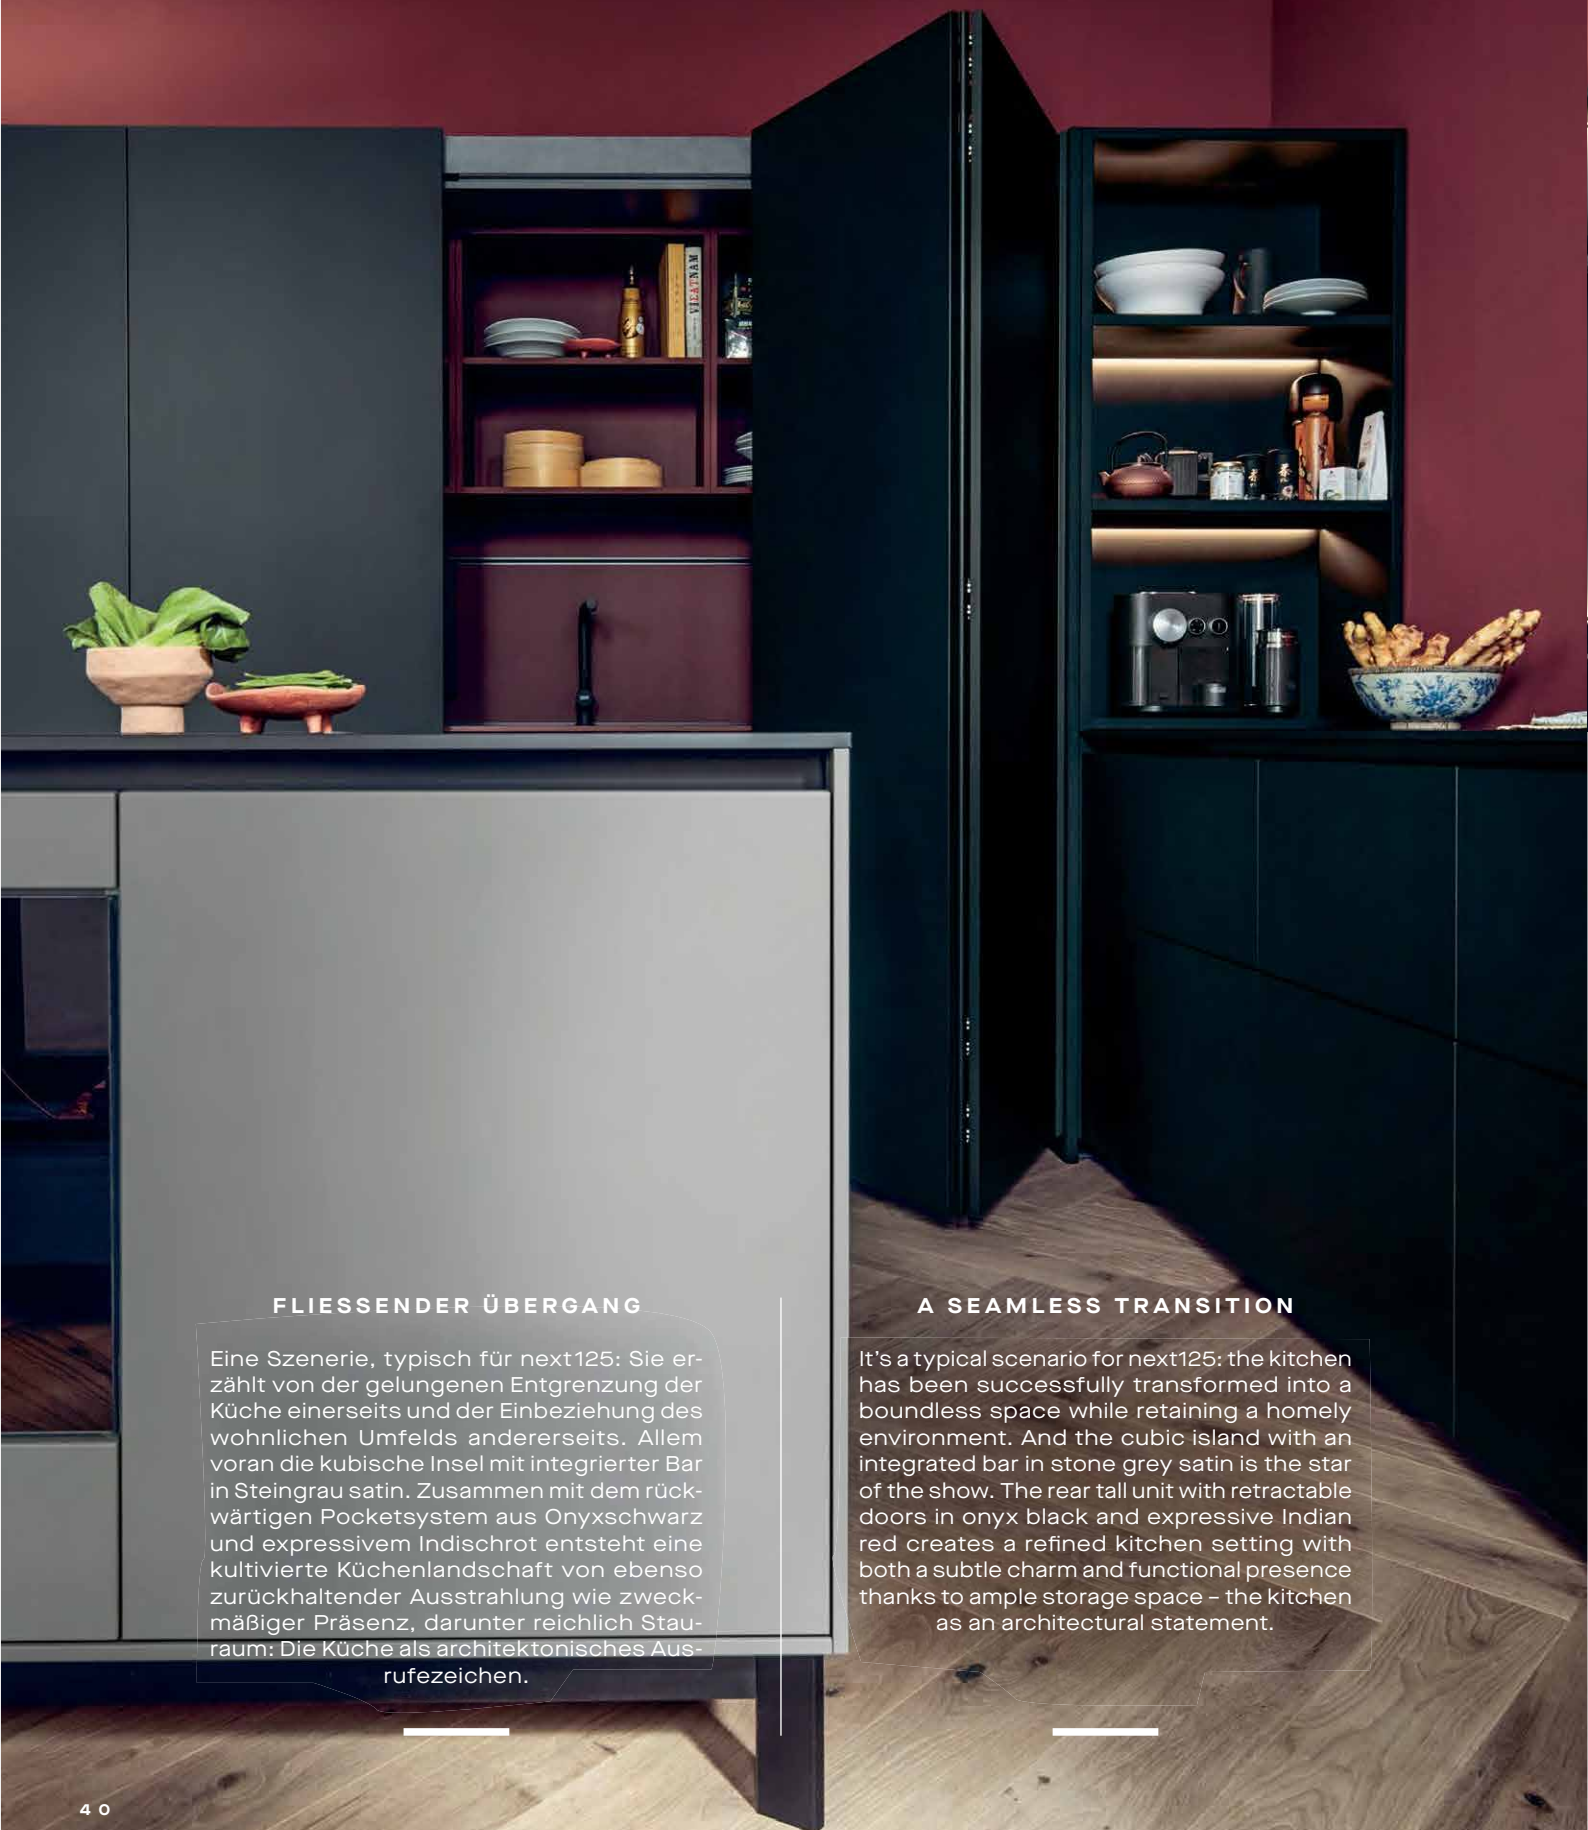 VIEATNAM
FLIESSENDER ÜBERGANG
Eine Szenerie, typisch für next125: Sie er-
zählt von der gelungenen Entgrenzung der
Küche einerseits und der Einbeziehung des
wohnlichen Umfelds andererseits. Allem
voran die kubische Insel mit integrierter Bar
in Steingrau satin. Zusammen mit dem rück-
wärtigen Pocketsystem aus Onyxschwarz
und expressivem Indischrot entsteht eine
kultivierte Küchenlandschaft von ebenso
zurückhaltender Ausstrahlung wie zweck-
mäßiger Präsenz, darunter reichlich Stau-
raum: Die Küche als architektonisches Aus-
rufezeichen.
A SEAMLESS TRANSITION
It's a typical scenario for next125: the kitchen
has been successfully transformed into a
boundless space while retaining a homely
environment. And the cubic island with an
integrated bar in stone grey satin is the star
of the show. The rear tall unit with retractable
doors in onyx black and expressive Indian
red creates a refined kitchen setting with
both a subtle charm and functional presence
thanks to ample storage space – the kitchen
as an architectural statement.
40